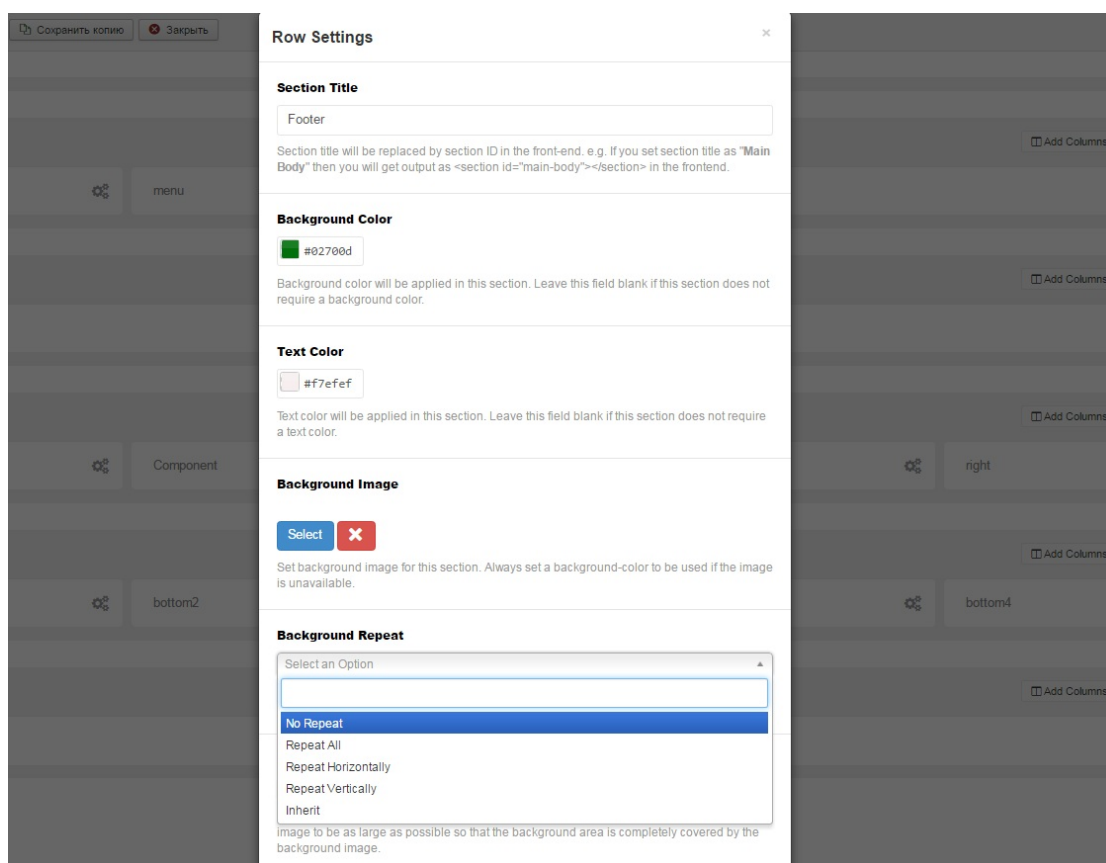 Сохранить копию
Закрыть
Row Settings
×
Section Title
Footer
Section title will be replaced by section ID in the front-end. e.g. If you set section title as "Main
Body" then you will get output as <section id="main-body"></section> in the frontend.
Add Columns
menu
Background Color
#02700d
Background color will be applied in this section. Leave this field blank if this section does not
require a background color.
Add Columns
Text Color
#f7efef
Text color will be applied in this section. Leave this field blank if this section does not require
a text color.
Add Columns
Component
right
Background Image
Select
Set background image for this section. Always set a background-color to be used if the image
is unavailable.
Add Columns
bottom2
bottom4
Background Repeat
Select an Option
Add Columns
No Repeat
Repeat All
Repeat Horizontally
Repeat Vertically
Inherit
image to be as large as possible so that the background area is completely covered by the
background image.